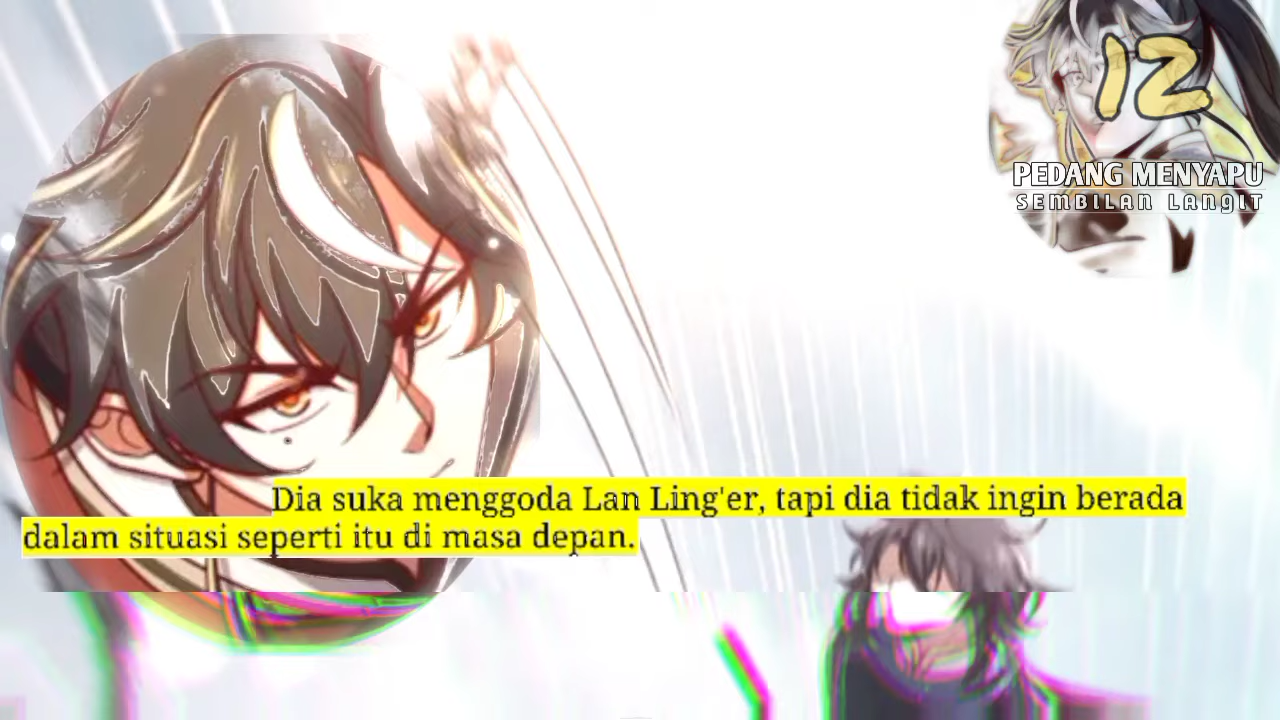 12
PEDANG MENYAPU
SEMBILAN LANGIT
Dia suka menggoda Lan Ling'er, tapi dia tidak ingin berada
dalam situasi seperti itu di masa depan.